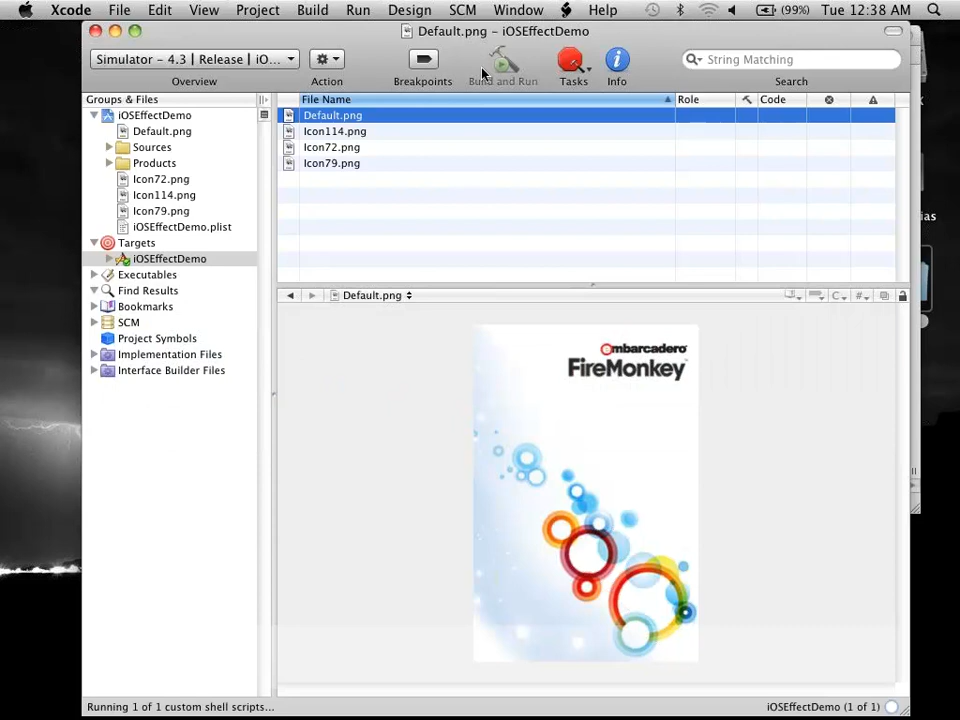 Xcode File Edit View Project Build Run Design SCM Window Help (99%) Tue 12:38 AM
Default.png – iOSEffectDemo
Simulator – 4.3 | Release | iO... String Matching
Overview Action Breakpoints Build and Run Tasks Info Search
Groups & Files File Name Role Code
iOSEffectDemo
Default.png
Sources
Products
Icon72.png
Icon114.png
Icon79.png
iOSEffectDemo.plist
Targets
iOSEffectDemo
Executables
Find Results
Bookmarks
SCM
Project Symbols
Implementation Files
Interface Builder Files
Default.png
Icon114.png
Icon72.png
Icon79.png
Default.png C #
embarcadero
FireMonkey
ias
Running 1 of 1 custom shell scripts... iOSEffectDemo (1 of 1)